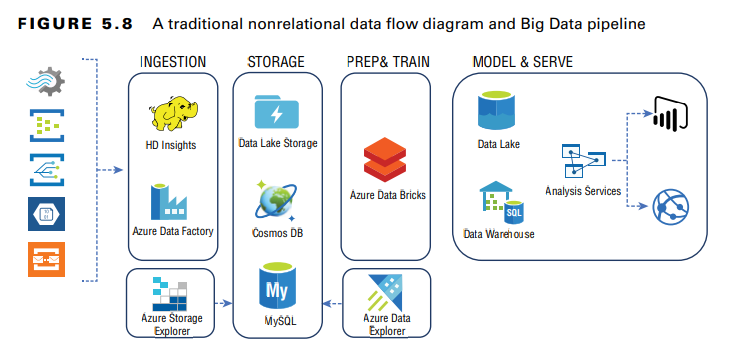 FIGURE 5.8 A traditional nonrelational data flow diagram and Big Data pipeline
INGESTION
STORAGE
PREP& TRAIN
MODEL & SERVE
HD Insights
Azure Data Factory
Data Lake Storage
Cosmos DB
My
MySQL
Azure Data Bricks
Data Lake
SQL
Data Warehouse
Analysis Services
Azure Storage
Explorer
Azure Data
Explorer